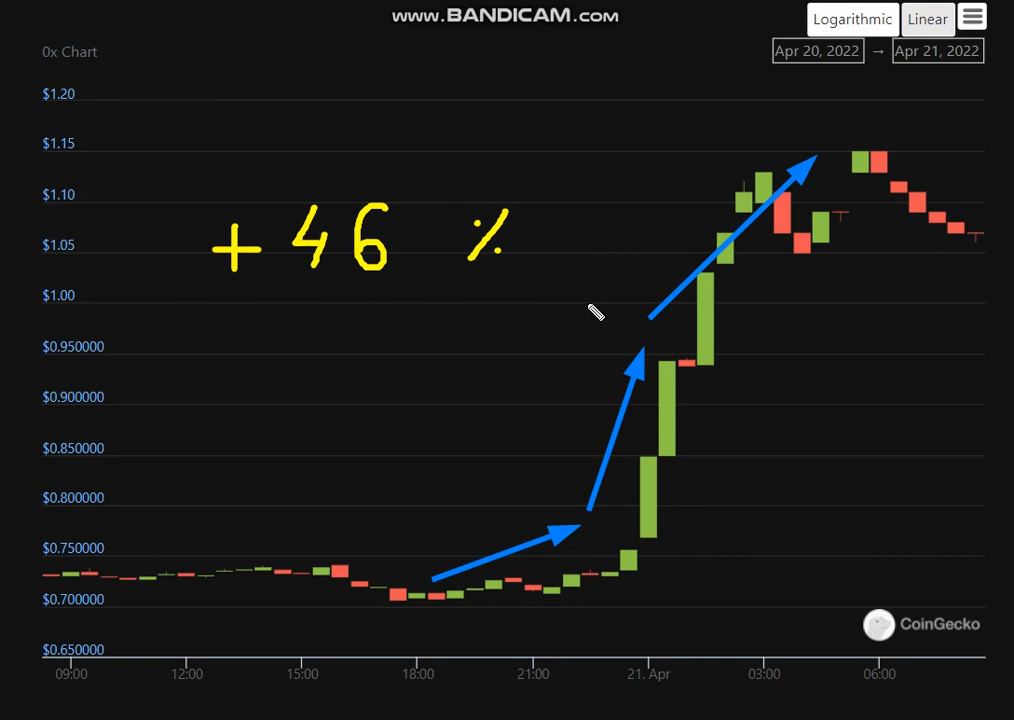 www.BANDICAM.com
Logarithmic Linear
0x Chart
Apr 20, 2022 → Apr 21, 2022
$1.20
$1.15
$1.10
+46 %
$1.05
$1.00
$0.950000
$0.900000
$0.850000
$0.800000
$0.750000
$0.700000
CoinGecko
$0.650000
09:00 12:00 15:00 18:00 21:00 21. Apr 03:00 06:00